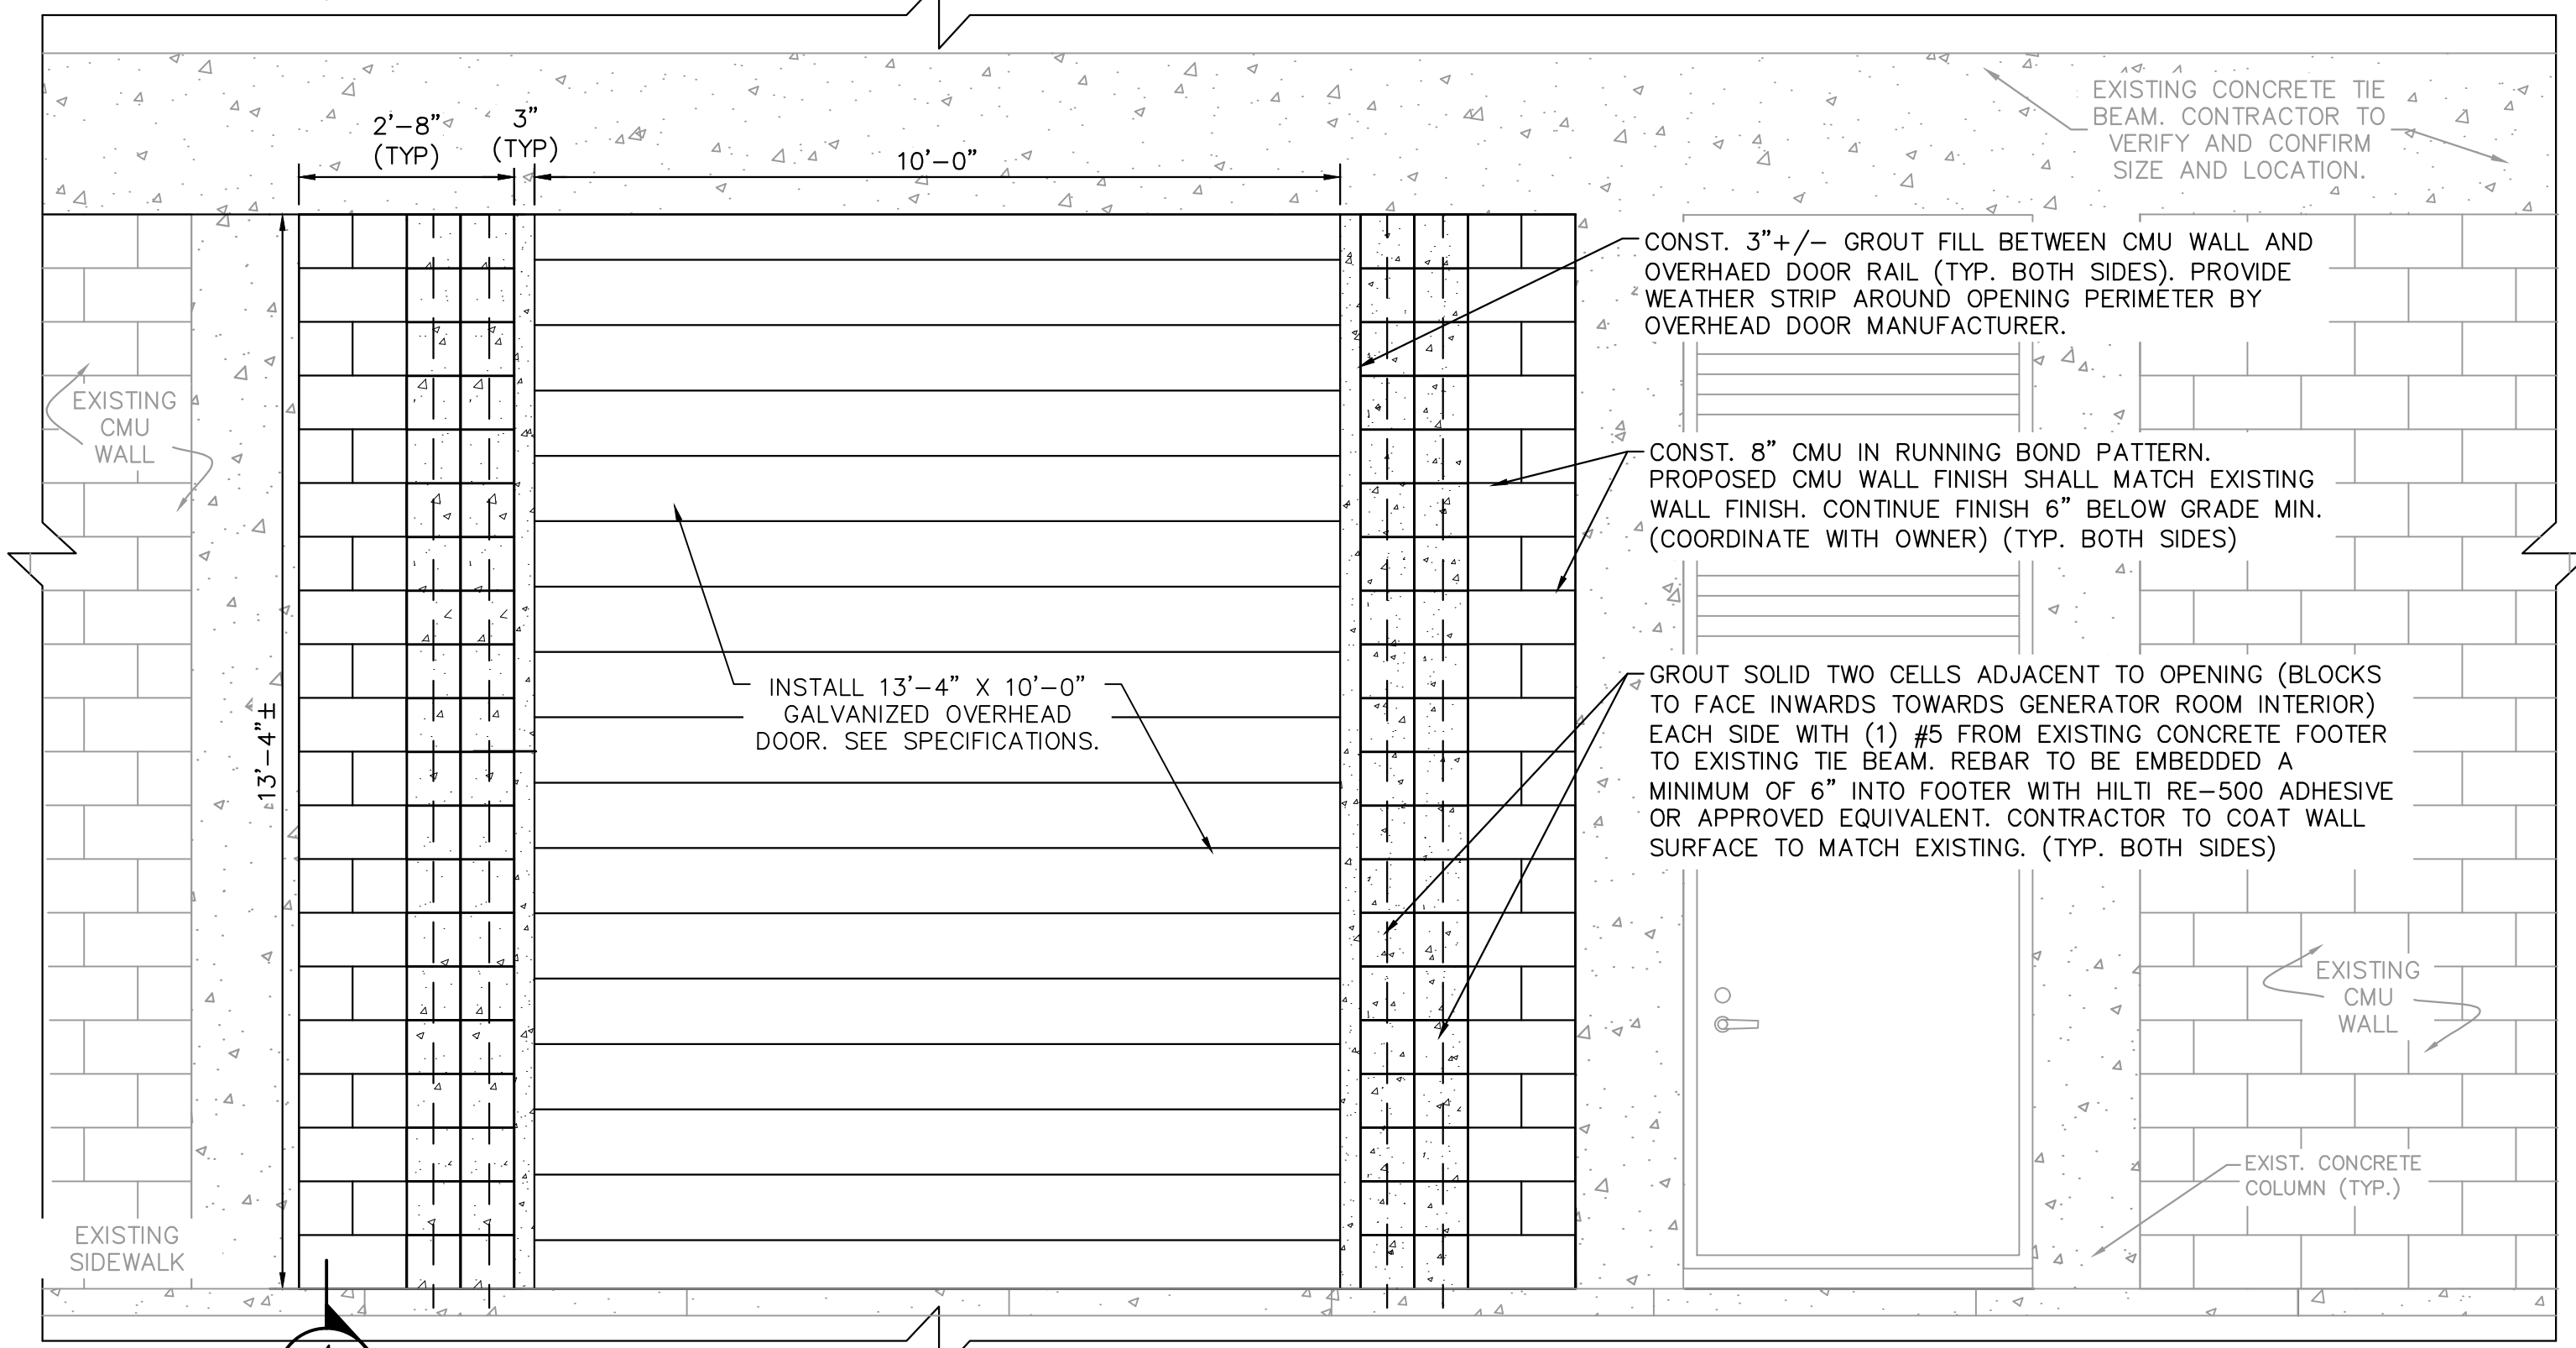 EXISTING CONCRETE TIE
BEAM. CONTRACTOR TO
VERIFY AND CONFIRM
SIZE AND LOCATION.
2'-8"
(TYP)
3"
(TYP)
10'-0"
CONST. 3"+/- GROUT FILL BETWEEN CMU WALL AND
OVERHAED DOOR RAIL (TYP. BOTH SIDES). PROVIDE
WEATHER STRIP AROUND OPENING PERIMETER BY
OVERHEAD DOOR MANUFACTURER.
EXISTING
CMU
WALL
CONST. 8" CMU IN RUNNING BOND PATTERN.
PROPOSED CMU WALL FINISH SHALL MATCH EXISTING
WALL FINISH. CONTINUE FINISH 6" BELOW GRADE MIN.
(COORDINATE WITH OWNER) (TYP. BOTH SIDES)
13'-4"±
INSTALL 13'-4" X 10'-0"
GALVANIZED OVERHEAD
DOOR. SEE SPECIFICATIONS.
GROUT SOLID TWO CELLS ADJACENT TO OPENING (BLOCKS
TO FACE INWARDS TOWARDS GENERATOR ROOM INTERIOR)
EACH SIDE WITH (1) #5 FROM EXISTING CONCRETE FOOTER
TO EXISTING TIE BEAM. REBAR TO BE EMBEDDED A
MINIMUM OF 6" INTO FOOTER WITH HILTI RE-500 ADHESIVE
OR APPROVED EQUIVALENT. CONTRACTOR TO COAT WALL
SURFACE TO MATCH EXISTING. (TYP. BOTH SIDES)
EXISTING
CMU
WALL
EXIST. CONCRETE
COLUMN (TYP.)
EXISTING
SIDEWALK